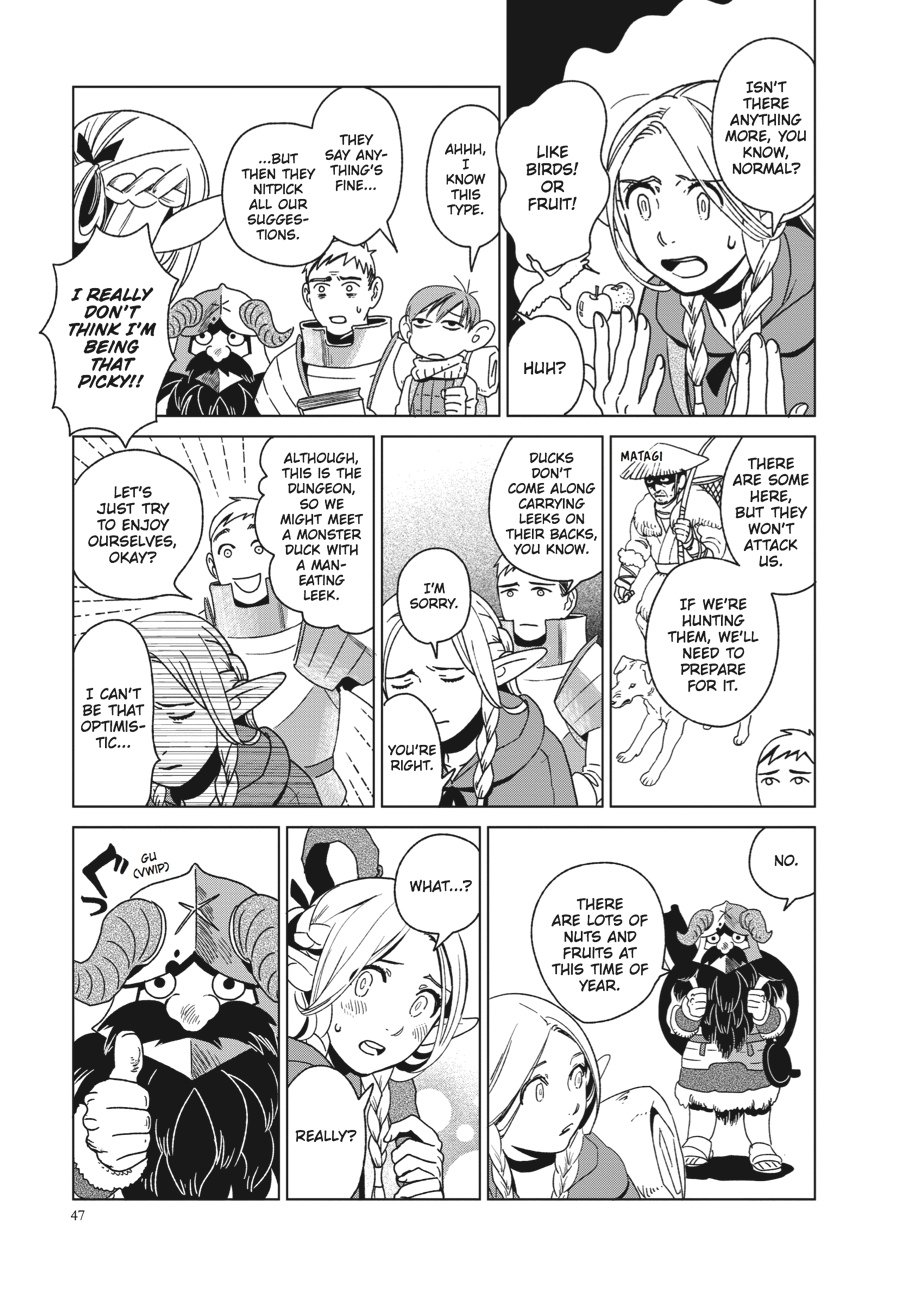 ISN'T
THERE
ANYTHING
MORE, YOU
KNOW,
NORMAL?
LIKE
BIRDS!
OR
FRUIT!
HUH?
AHHH,
I
KNOW
THIS
TYPE.
THEY
SAY ANY-
THING'S
FINE...
...BUT
THEN THEY
NITPICK
ALL OUR
SUGGES-
TIONS.
I REALLY
DON'T
THINK I'M
BEING
THAT
PICKY!!
THERE
ARE SOME
HERE,
BUT THEY
WON'T
ATTACK
US.
MATAGI
IF WE'RE
HUNTING
THEM, WE'LL
NEED TO
PREPARE
FOR IT.
DUCKS
DON'T
COME ALONG
CARRYING
LEEKS ON
THEIR BACKS,
YOU KNOW.
I'M
SORRY.
YOU'RE
RIGHT.
ALTHOUGH,
THIS IS THE
DUNGEON,
SO WE
MIGHT MEET
A MONSTER
DUCK WITH
A MAN-
EATING
LEEK.
LET'S
JUST TRY
TO ENJOY
OURSELVES,
OKAY?
I CAN'T
BE THAT
OPTIMIS-
TIC...
NO.
THERE
ARE LOTS OF
NUTS AND
FRUITS AT
THIS TIME OF
YEAR.
WHAT...?
REALLY?
グッ
GU
(VWIP)
47